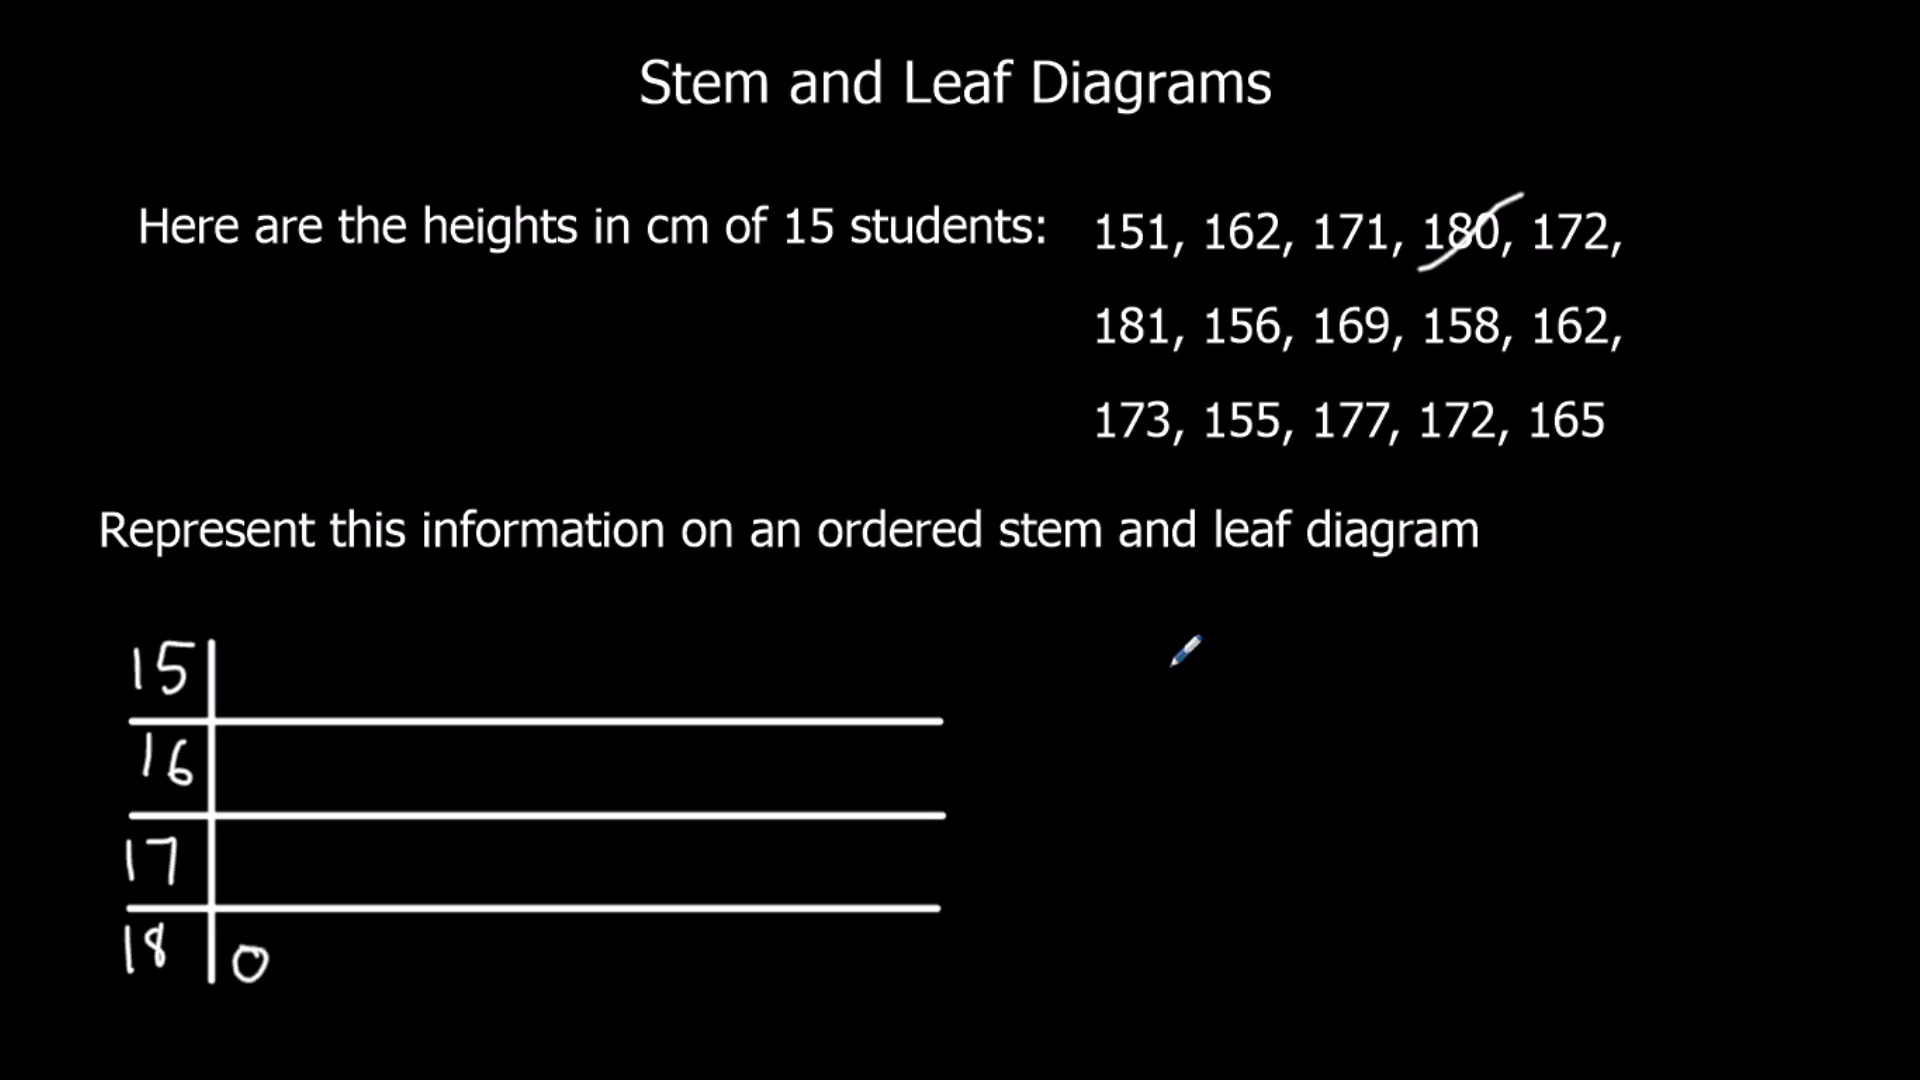 Stem and Leaf Diagrams
Here are the heights in cm of 15 students: 151, 162, 171, 180, 172,
181, 156, 169, 158, 162,
173, 155, 177, 172, 165
Represent this information on an ordered stem and leaf diagram
15
16
17
18 0